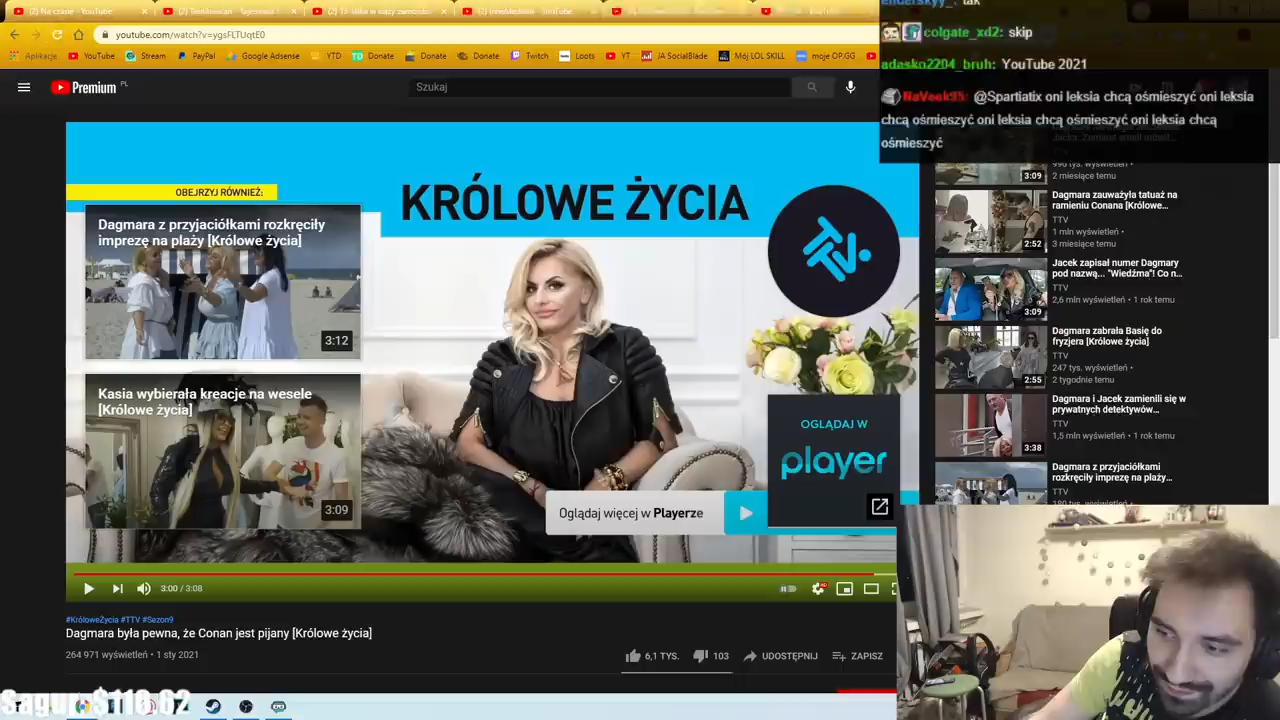 (2) Na czanie - YouTube
youtube.com/watch?v=ygsFLTUqtE0
Aplikacje
YouTube
Stream
PayPal
Google Adsense
YTD
Donate
Donate
Donate
Twitch
Loots
YT
JA SocialBlade
Mój LOL SKILL
moje OP.GG
tak
colgate_xd2: skip
adasko2204_bruh: YouTube 2021
@Spartiatix oni leksia chcą ośmieszyć oni leksia
chcą ośmieszyć oni leksia chcą ośmieszyć oni leksia chcą
ośmieszyć
Premium PL
Szukaj
OBEJRZYJ RÓWNIEŻ:
KRÓLOWE ŻYCIA
Dagmara z przyjaciółkami rozkręciły
imprezę na plaży [Królowe życia]
3:12
Kasia wybierała kreacje na wesele
[Królowe życia]
3:09
TTV
OGLĄDAJ W
player
Oglądaj więcej w Playerze
3:00 / 3:08
#KróloweŻycia #TTV #Sezon9
Dagmara była pewna, że Conan jest pijany [Królowe życia]
264 971 wyświetleń • 1 sty 2021
6,1 TYS.
103
UDOSTĘPNIJ
ZAPISZ
3:09
2 miesiące temu
Dagmara zauważyła tatuaż na
ramieniu Conana [Królowe...
TTV
1 mln wyświetleń •
3 miesiące temu
2:52
Jacek zapisał numer Dagmary
pod nazwą... "Wiedźma"! Co n...
TTV
2,6 mln wyświetleń • 1 rok temu
3:09
Dagmara zabrała Basię do
fryzjera [Królowe życia]
TTV
247 tys. wyświetleń •
2 tygodnie temu
2:55
Dagmara i Jacek zamienili się w
prywatnych detektywów...
TTV
1,5 mln wyświetleń • 1 rok temu
3:38
Dagmara z przyjaciółkami
rozkręciły imprezę na plaży...
TTV